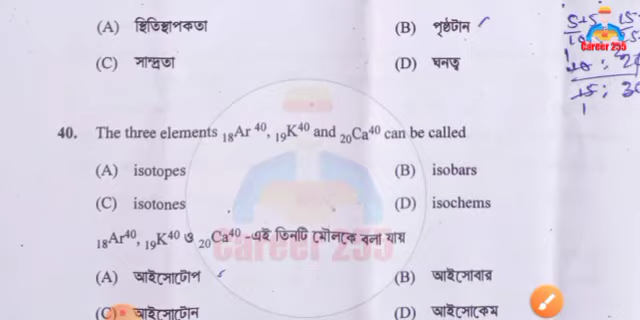 (A) স্থিতিস্থাপকতা (B) পৃষ্ঠটান
(C) সান্দ্রতা (D) ঘনত্ব
Career 255
40. The three elements ₁₈Ar⁴⁰, ₁₉K⁴⁰ and ₂₀Ca⁴⁰ can be called
(A) isotopes (B) isobars
(C) isotones (D) isochems
₁₈Ar⁴⁰, ₁₉K⁴⁰ ও ₂₀Ca⁴⁰ -এই তিনটি মৌলকে বলা যায়
Career 255
(A) আইসোটোপ (B) আইসোবার
(C) আইসোটোন (D) আইসোকেম